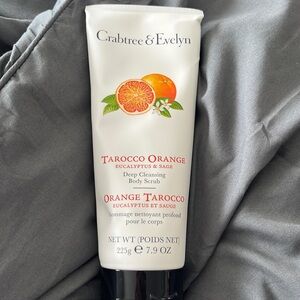 Crabtree & Evelyn
TAROCCO ORANGE
EUCALYPTUS & SAGE
Deep Cleansing
Body Scrub
ORANGE TAROCCO
EUCALYPTUS ET SAUGE
Gommage nettoyant profond
pour le corps
NET WT (POIDS NET)
225g ℮ 7.9 OZ